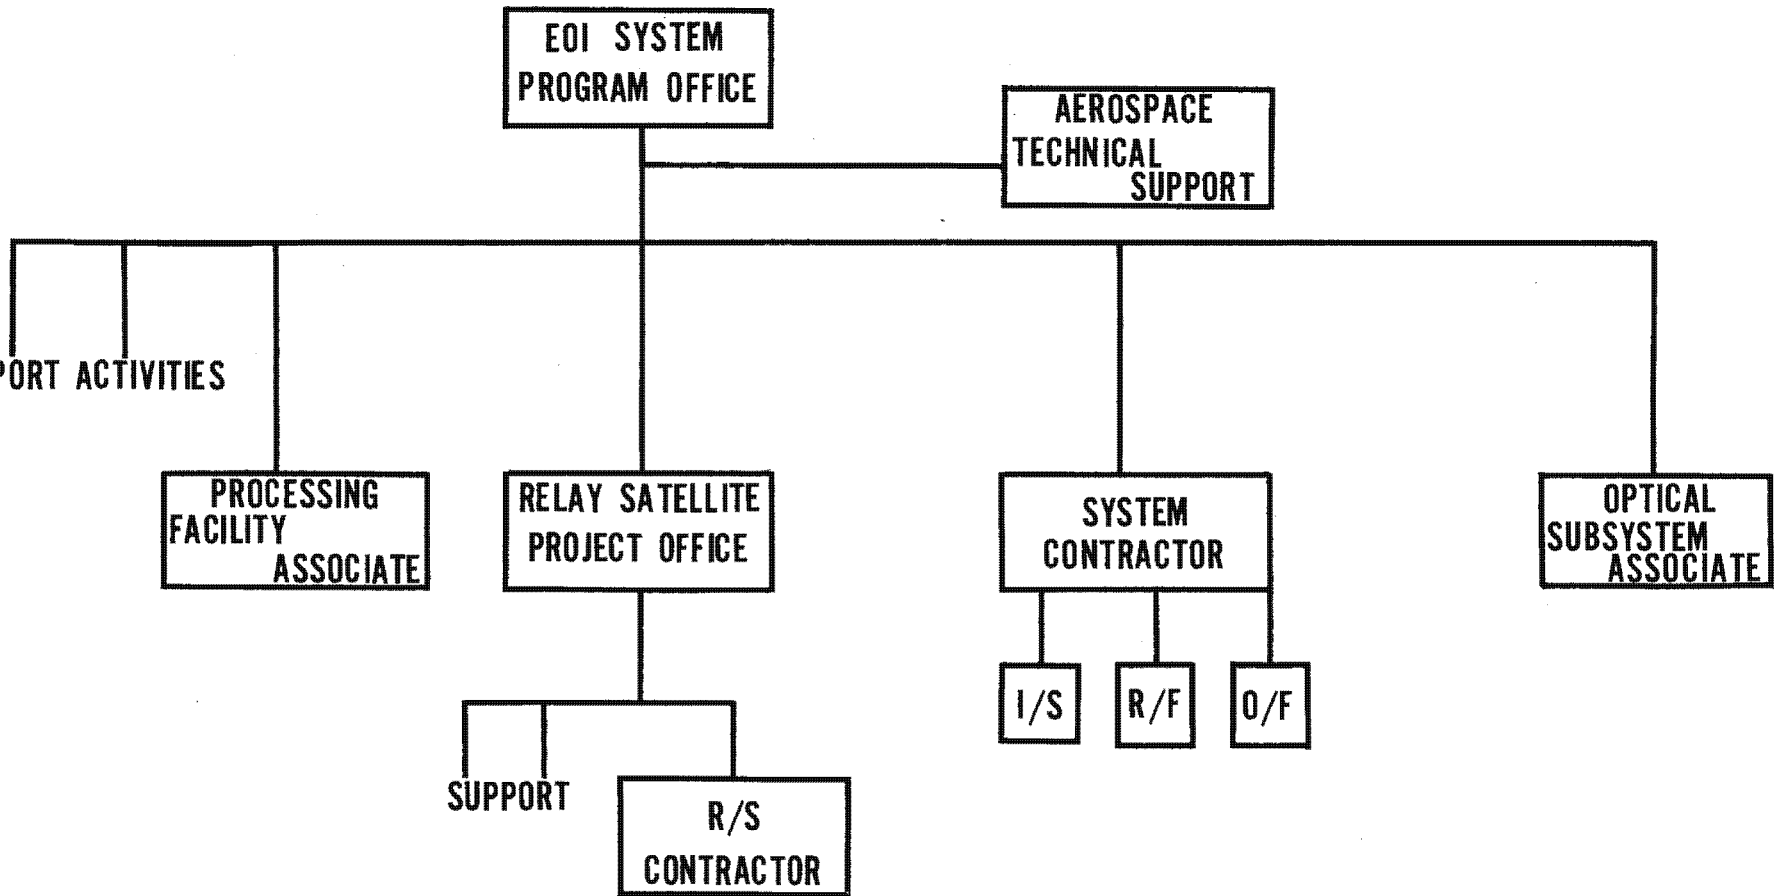 EOI SYSTEM
PROGRAM OFFICE
AEROSPACE
TECHNICAL
SUPPORT
PORT ACTIVITIES
PROCESSING
FACILITY
ASSOCIATE
RELAY SATELLITE
PROJECT OFFICE
SYSTEM
CONTRACTOR
OPTICAL
SUBSYSTEM
ASSOCIATE
I/S
R/F
O/F
SUPPORT
R/S
CONTRACTOR